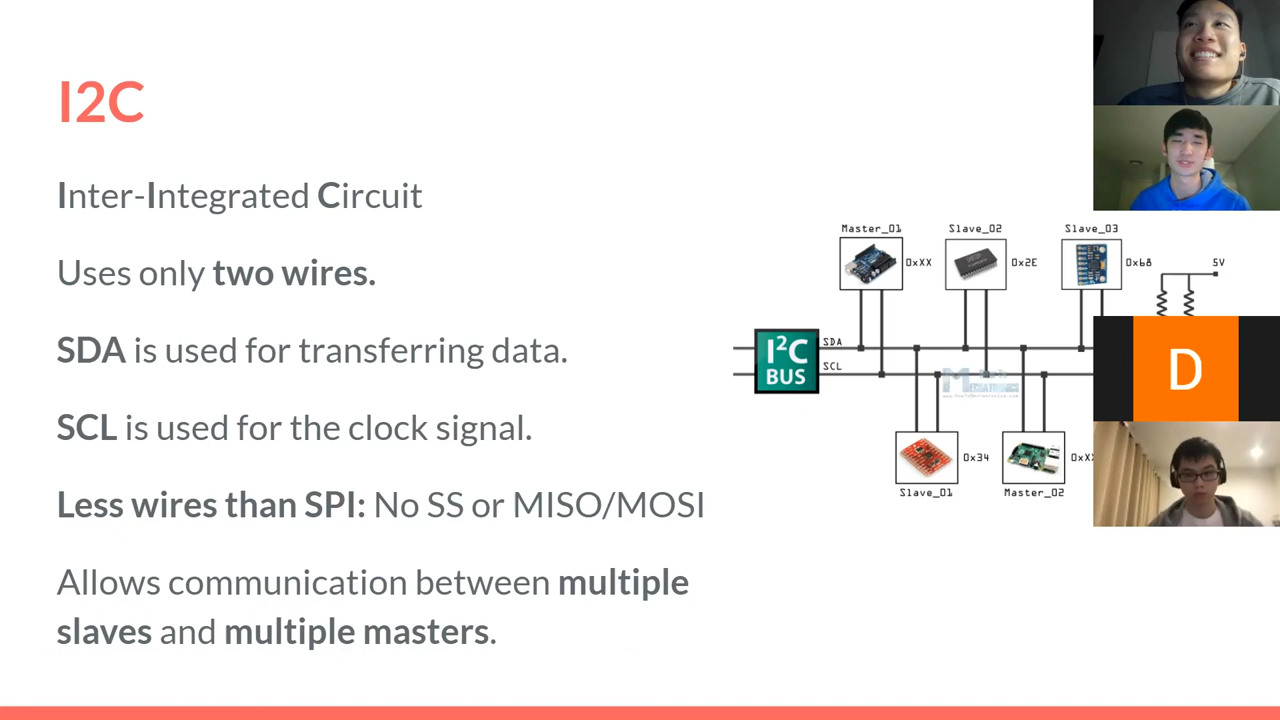 I2C
Inter-Integrated Circuit
Uses only two wires.
SDA is used for transferring data.
SCL is used for the clock signal.
Less wires than SPI: No SS or MISO/MOSI
Allows communication between multiple
slaves and multiple masters.
Master_01
Slave_02
Slave_03
0xXX
0x2E
0x68
5V
I²C
BUS
SDA
SCL
0x34
Slave_01
Master_02
D